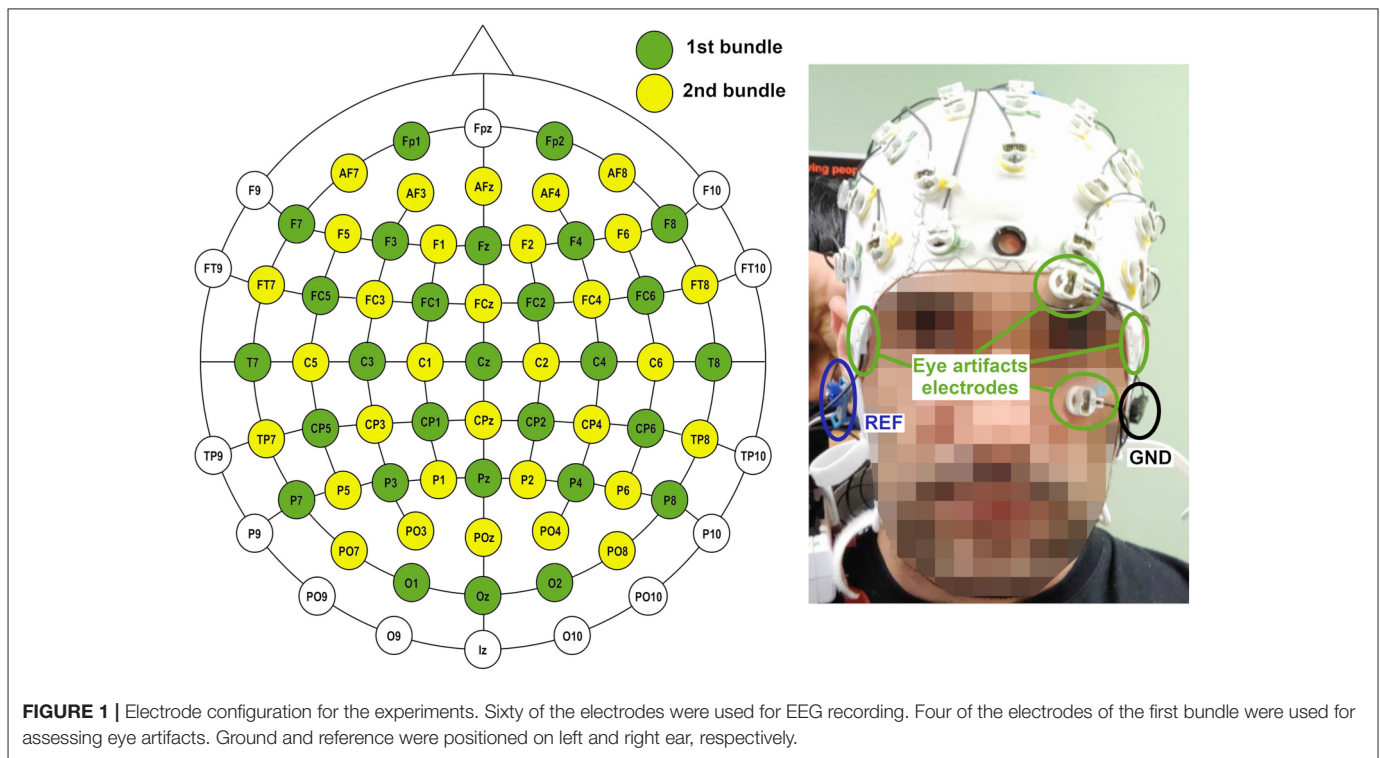 1st bundle
2nd bundle
Fp1 Fpz Fp2
AF7 AF3 AFz AF4 AF8
F9 F7 F5 F3 F1 Fz F2 F4 F6 F8 F10
FT9 FT7 FC5 FC3 FC1 FCz FC2 FC4 FC6 FT8 FT10
T7 C5 C3 C1 Cz C2 C4 C6 T8
TP9 TP7 CP5 CP3 CP1 CPz CP2 CP4 CP6 TP8 TP10
P9 P7 P5 P3 P1 Pz P2 P4 P6 P8 P10
PO9 PO7 PO3 POz PO4 PO8 PO10
O9 O1 Oz O2 O10
Iz
Eye artifacts
electrodes
REF
GND
FIGURE 1 | Electrode configuration for the experiments. Sixty of the electrodes were used for EEG recording. Four of the electrodes of the first bundle were used for
assessing eye artifacts. Ground and reference were positioned on left and right ear, respectively.